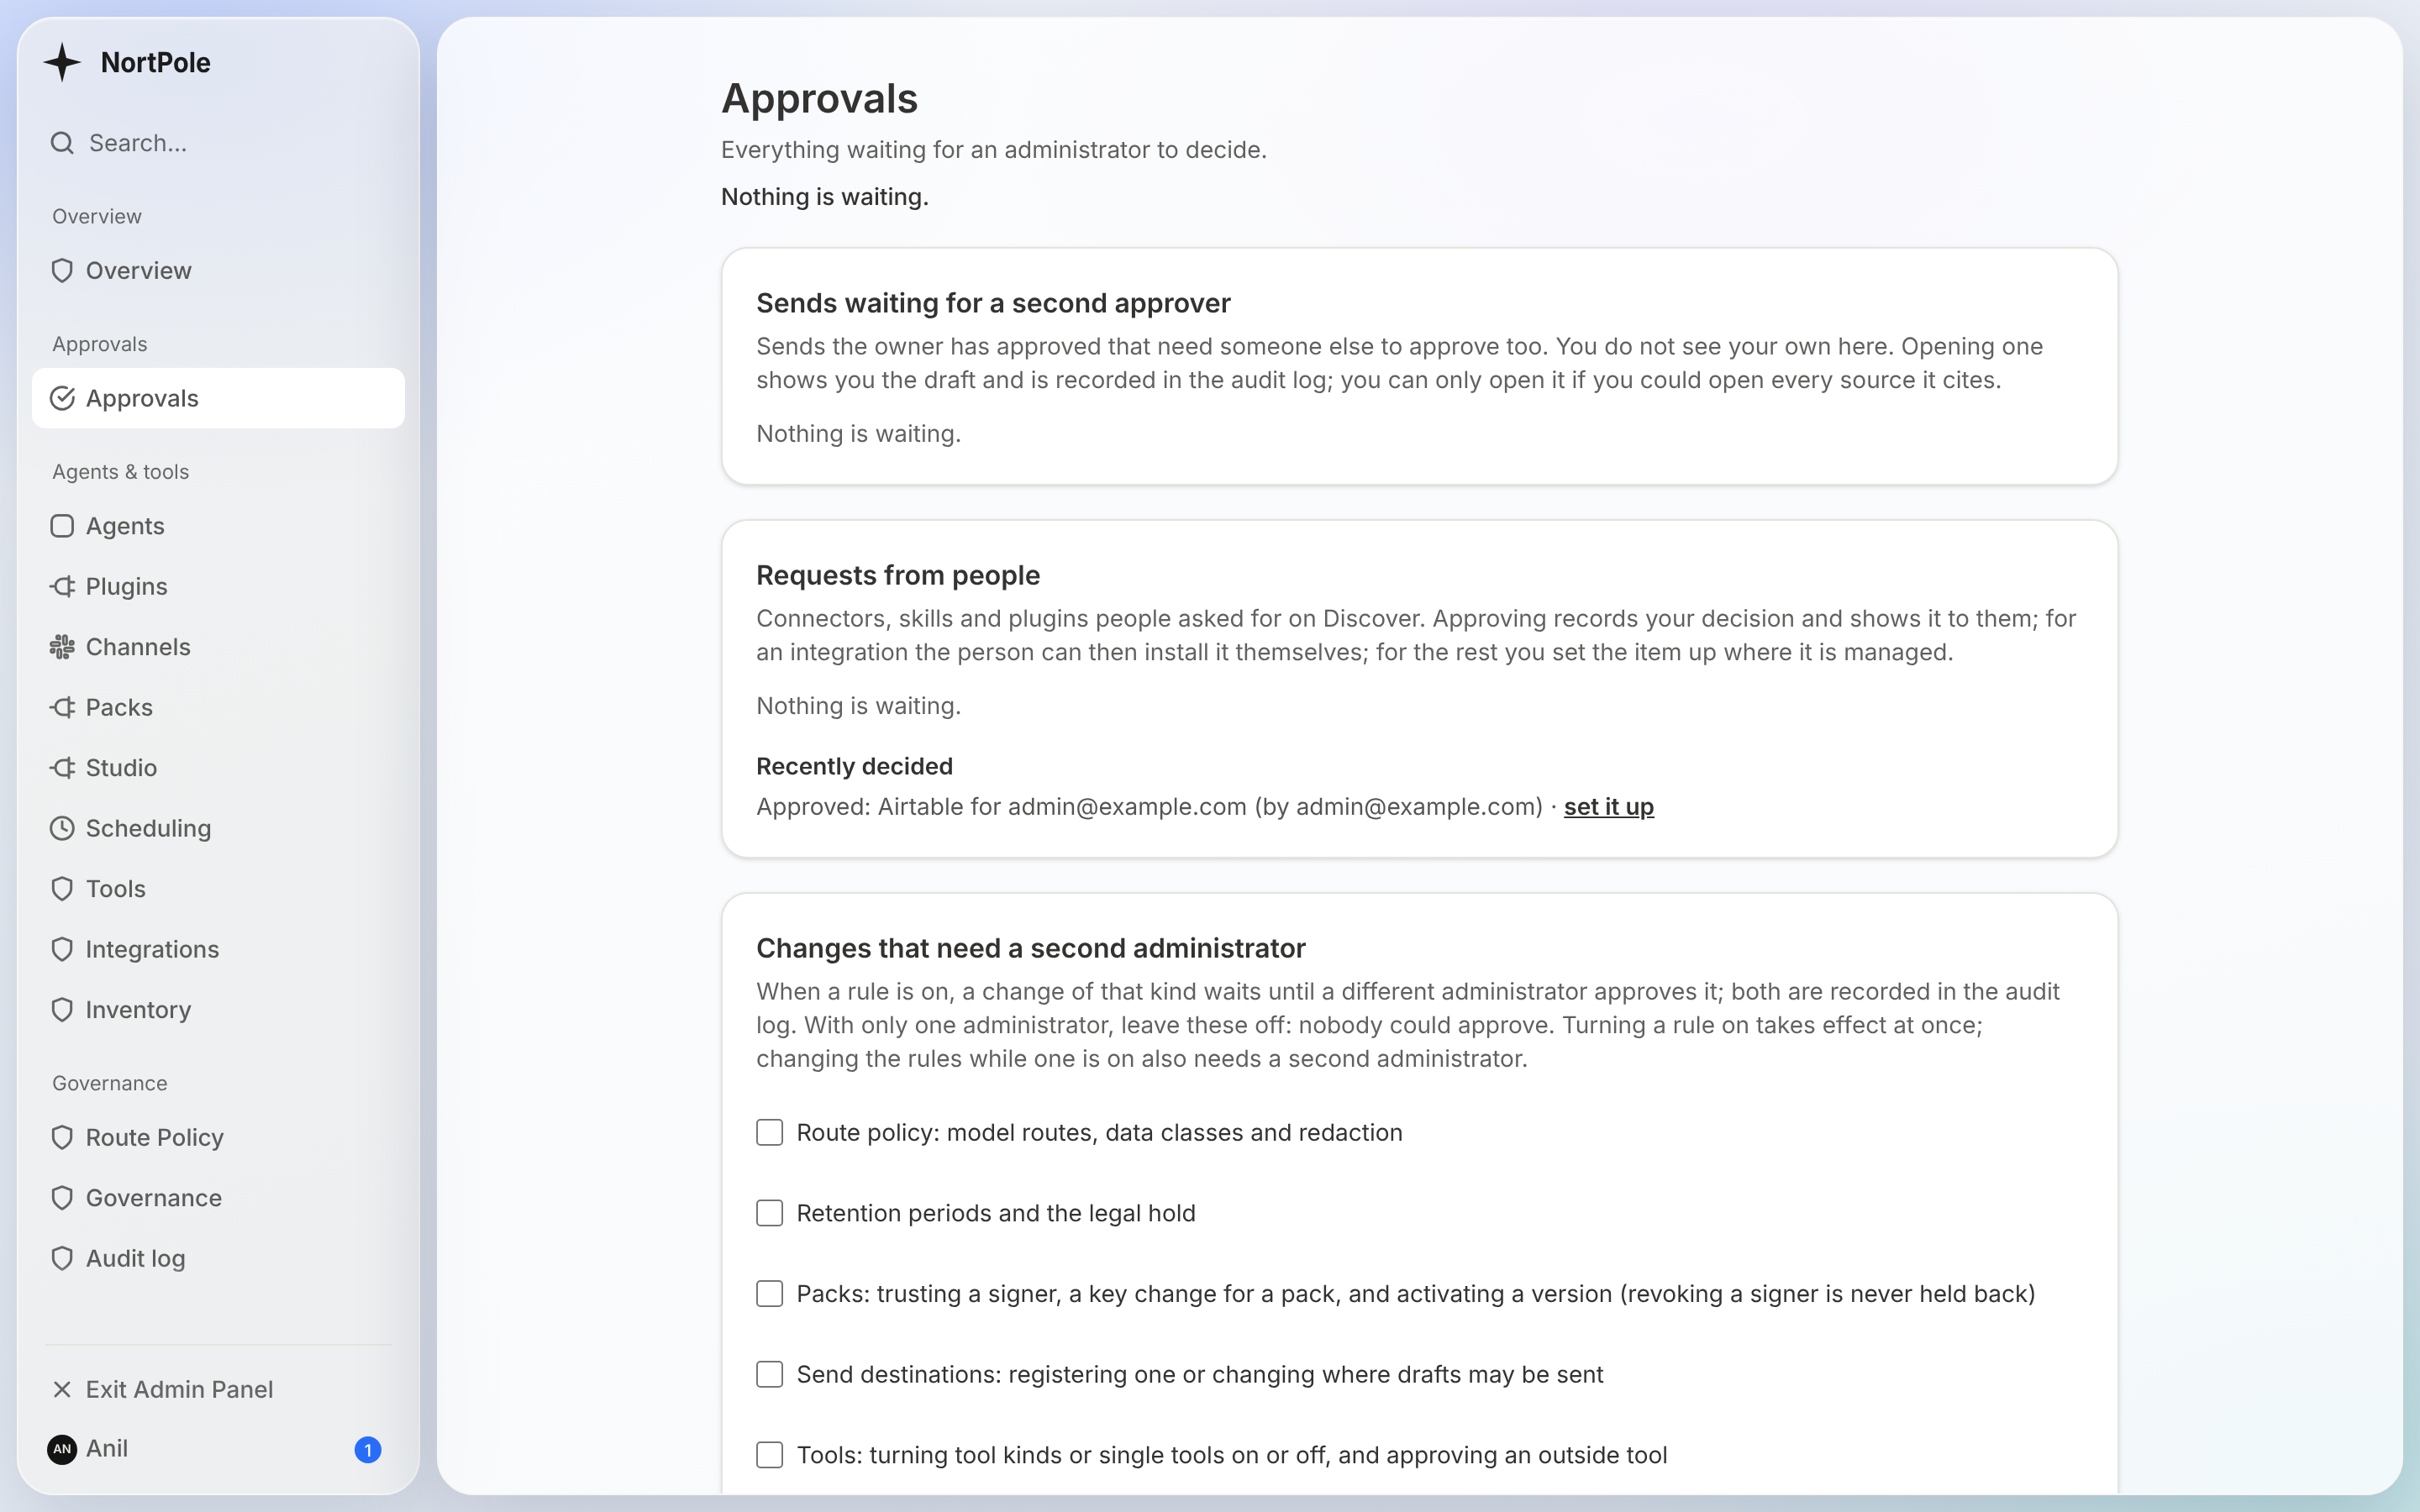 NortPole
Search...
Overview
Overview
Approvals
Approvals
Agents & tools
Agents
Plugins
Channels
Packs
Studio
Scheduling
Tools
Integrations
Inventory
Governance
Route Policy
Governance
Audit log
Exit Admin Panel
AN Anil 1
Approvals
Everything waiting for an administrator to decide.
Nothing is waiting.
Sends waiting for a second approver
Sends the owner has approved that need someone else to approve too. You do not see your own here. Opening one
shows you the draft and is recorded in the audit log; you can only open it if you could open every source it cites.
Nothing is waiting.
Requests from people
Connectors, skills and plugins people asked for on Discover. Approving records your decision and shows it to them; for
an integration the person can then install it themselves; for the rest you set the item up where it is managed.
Nothing is waiting.
Recently decided
Approved: Airtable for admin@example.com (by admin@example.com) · set it up
Changes that need a second administrator
When a rule is on, a change of that kind waits until a different administrator approves it; both are recorded in the audit
log. With only one administrator, leave these off: nobody could approve. Turning a rule on takes effect at once;
changing the rules while one is on also needs a second administrator.
Route policy: model routes, data classes and redaction
Retention periods and the legal hold
Packs: trusting a signer, a key change for a pack, and activating a version (revoking a signer is never held back)
Send destinations: registering one or changing where drafts may be sent
Tools: turning tool kinds or single tools on or off, and approving an outside tool